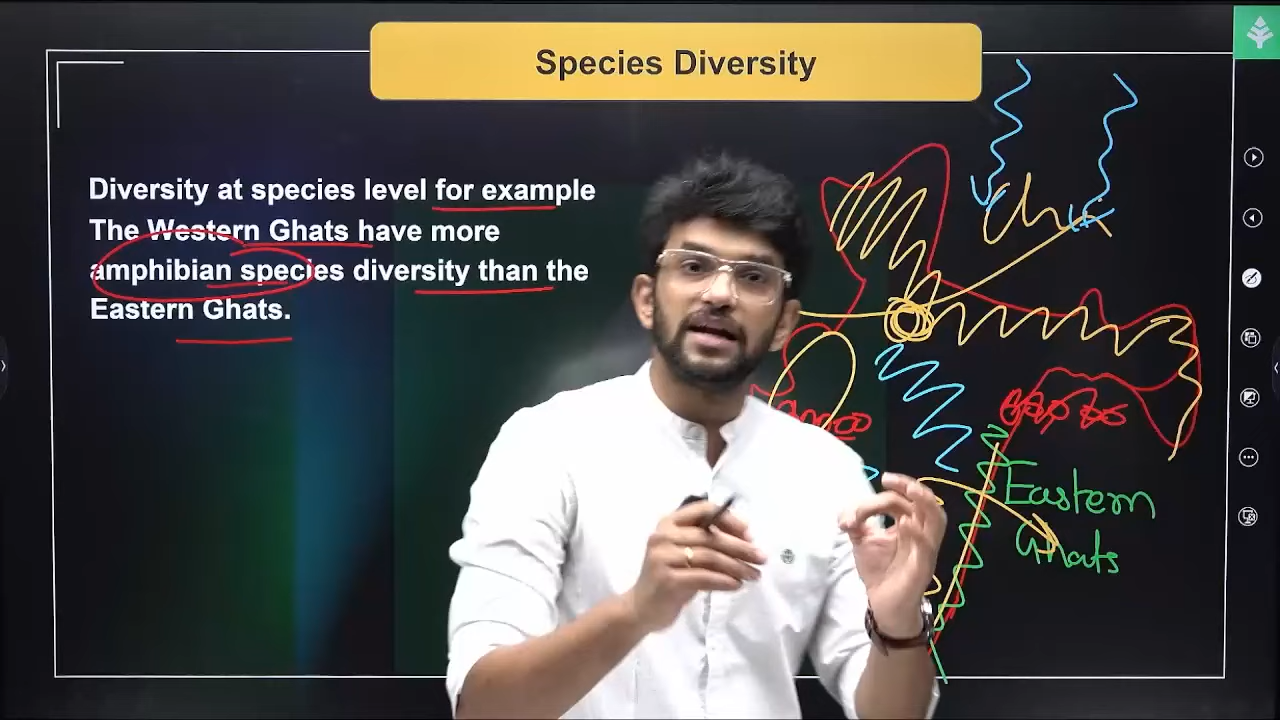 Species Diversity
Diversity at species level for example
The Western Ghats have more
amphibian species diversity than the
Eastern Ghats.
Eastern
Ghats